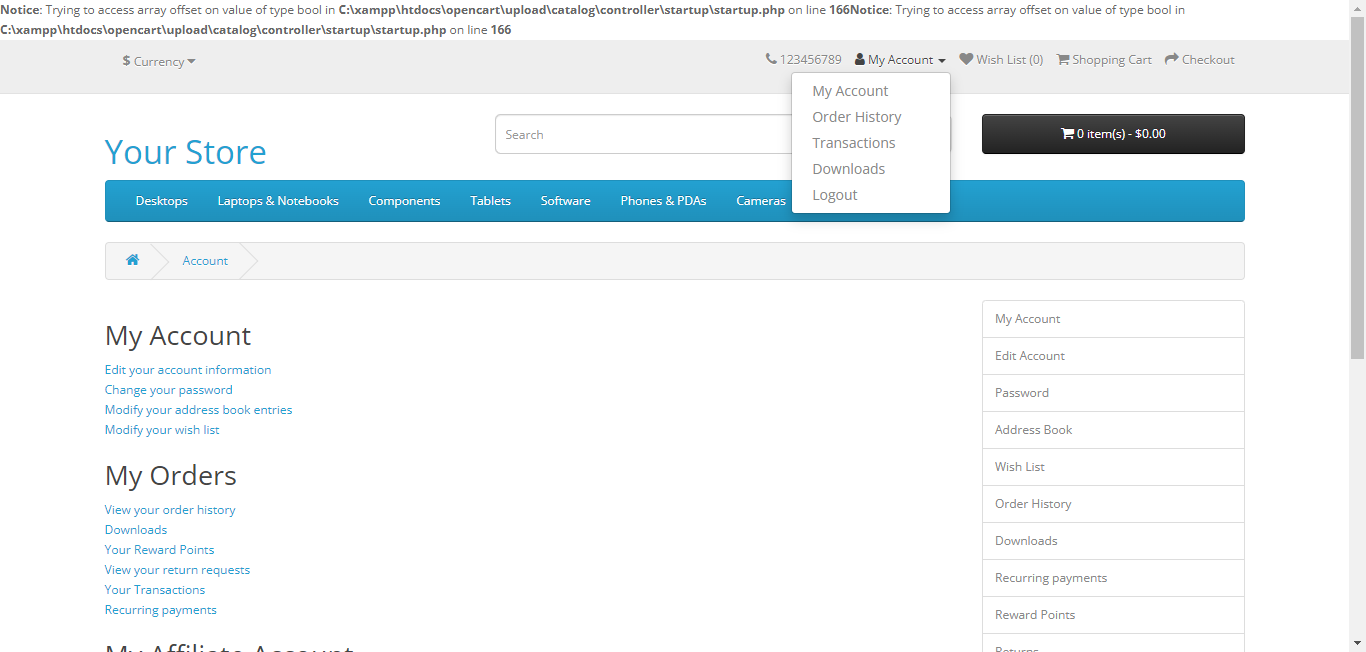 Notice: Trying to access array offset on value of type bool in C:\xampp\htdocs\opencart\upload\catalog\controller\startup\startup.php on line 166Notice: Trying to access array offset on value of type bool in
C:\xampp\htdocs\opencart\upload\catalog\controller\startup\startup.php on line 166
$ Currency
123456789 My Account Wish List (0) Shopping Cart Checkout
My Account
Order History
Transactions
Downloads
Logout
Your Store
Search
0 item(s) - $0.00
Desktops Laptops & Notebooks Components Tablets Software Phones & PDAs Cameras
Account
My Account
Edit your account information
Change your password
Modify your address book entries
Modify your wish list
My Orders
View your order history
Downloads
Your Reward Points
View your return requests
Your Transactions
Recurring payments
My Affiliate Account
My Account
Edit Account
Password
Address Book
Wish List
Order History
Downloads
Recurring payments
Reward Points
Returns